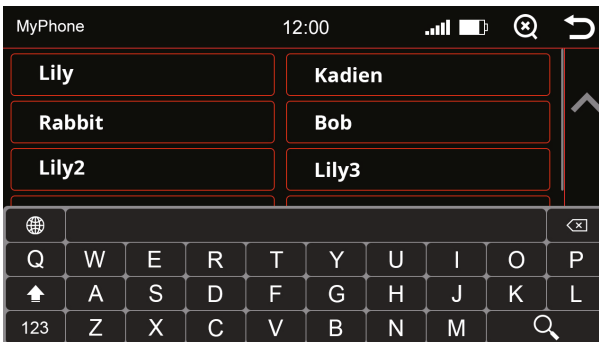 MyPhone 12:00
Lily Kadien
Rabbit Bob
Lily2 Lily3
Q W E R T Y U I O P
A S D F G H J K L
123 Z X C V B N M